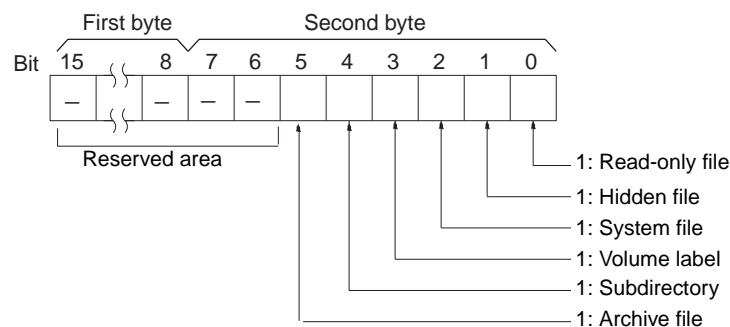 First byte Second byte
Bit 15 8 7 6 5 4 3 2 1 0
– – – –
Reserved area
1: Read-only file
1: Hidden file
1: System file
1: Volume label
1: Subdirectory
1: Archive file